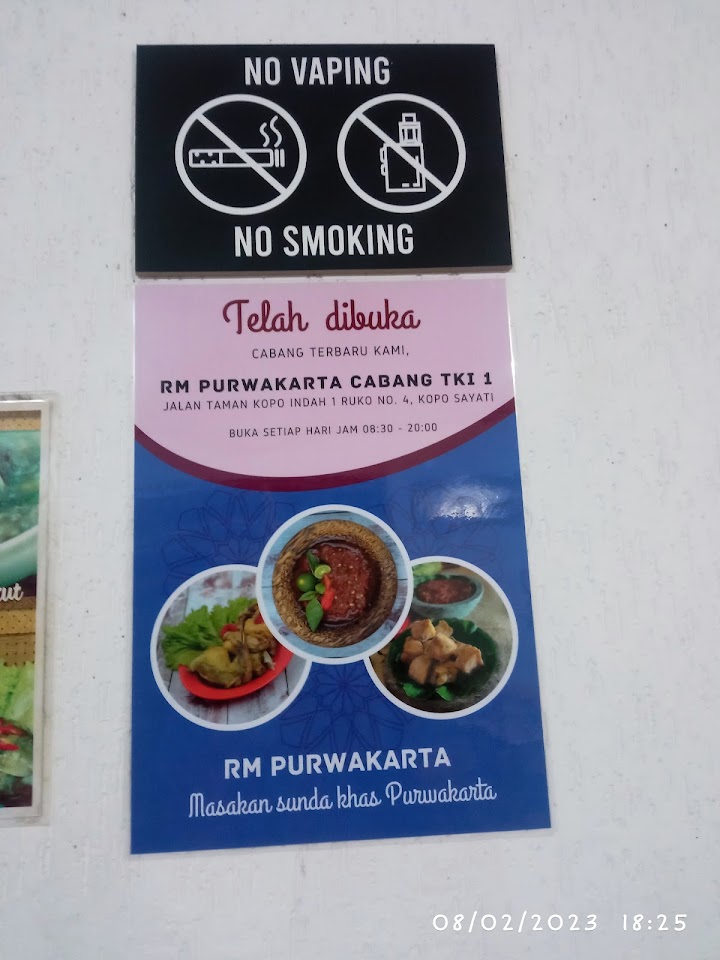 NO VAPING
NO SMOKING
Telah dibuka
CABANG TERBARU KAMI,
RM PURWAKARTA CABANG TKI 1
JALAN TAMAN KOPO INDAH 1 RUKO NO. 4, KOPO SAYATI
BUKA SETIAP HARI JAM 08:30 - 20:00
RM PURWAKARTA
Masakan sunda khas Purwakarta
08/02/2023 18:25